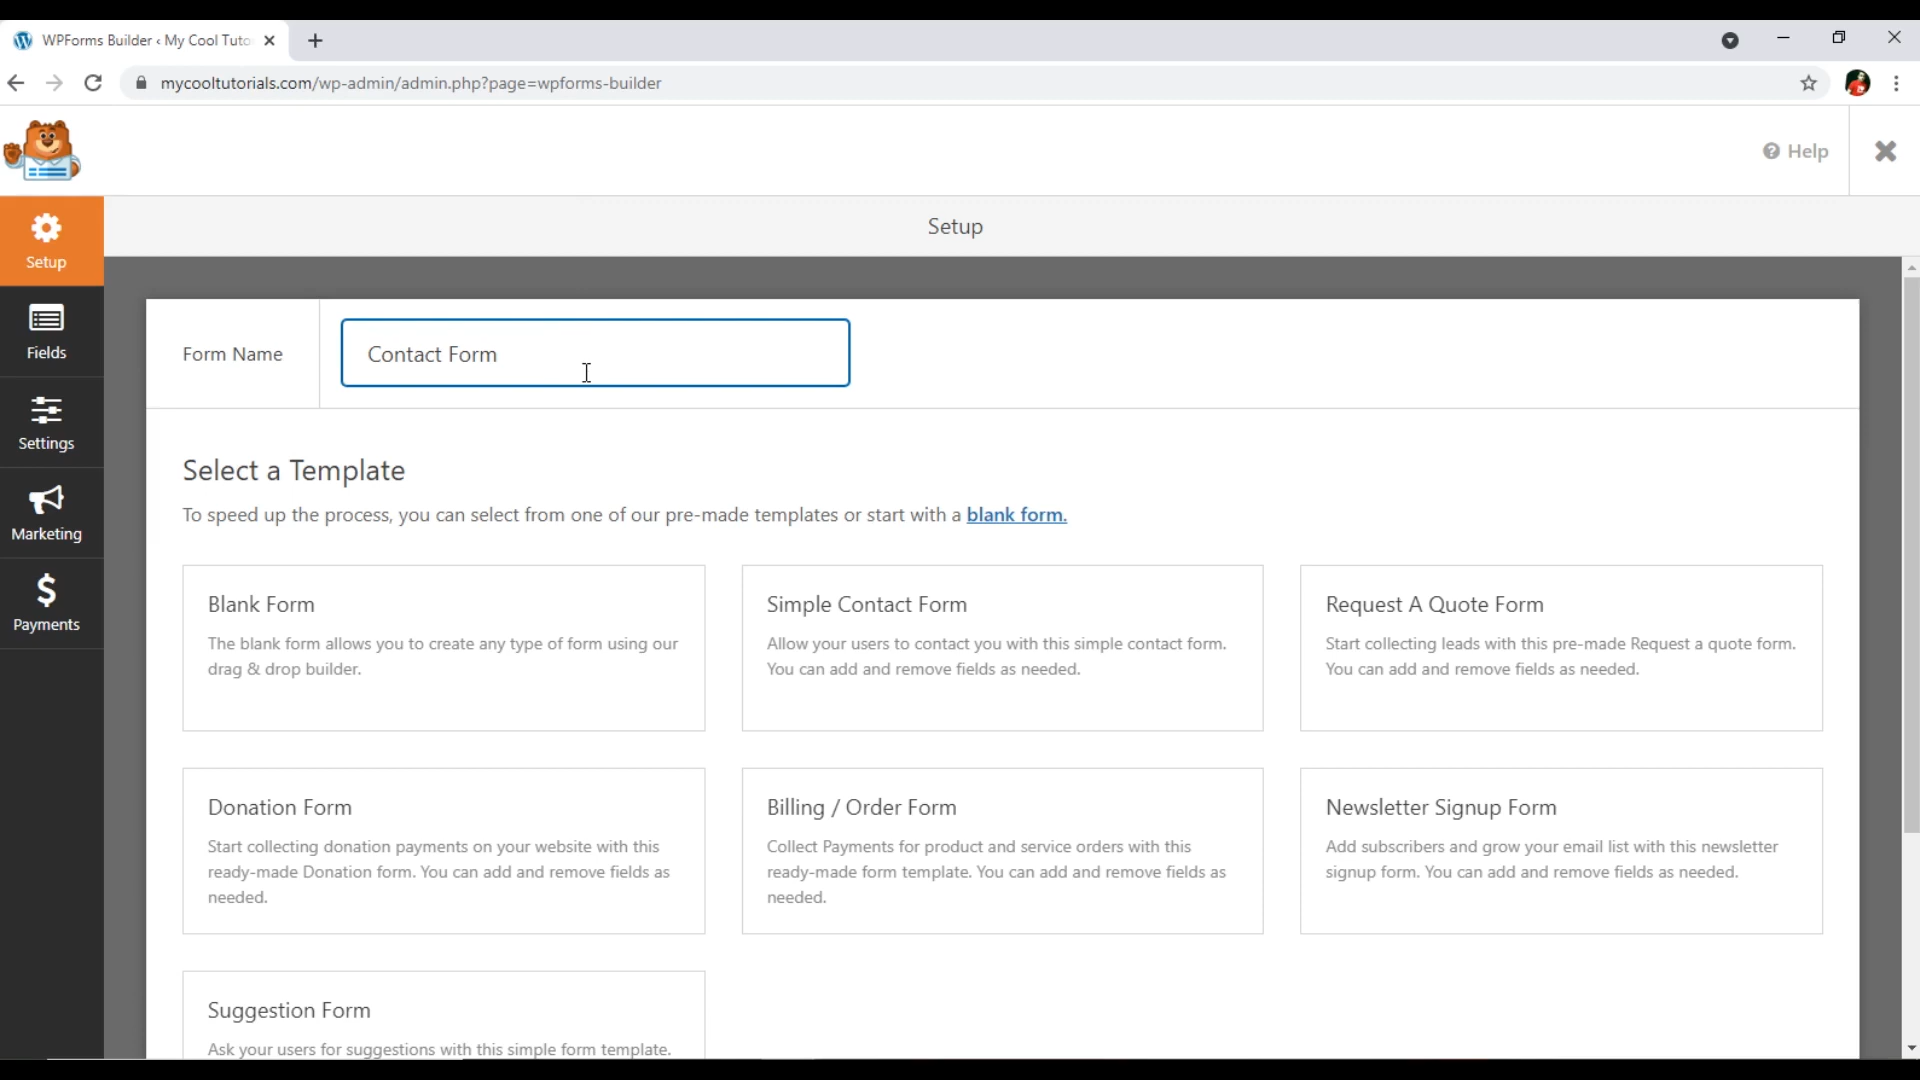 WPForms Builder ‹ My Cool Tuto
mycooltutorials.com/wp-admin/admin.php?page=wpforms-builder
Help
Setup
Setup
Fields
Settings
Marketing
Payments
Form Name
Contact Form
Select a Template
To speed up the process, you can select from one of our pre-made templates or start with a blank form.
Blank Form
The blank form allows you to create any type of form using our
drag & drop builder.
Simple Contact Form
Allow your users to contact you with this simple contact form.
You can add and remove fields as needed.
Request A Quote Form
Start collecting leads with this pre-made Request a quote form.
You can add and remove fields as needed.
Donation Form
Start collecting donation payments on your website with this
ready-made Donation form. You can add and remove fields as
needed.
Billing / Order Form
Collect Payments for product and service orders with this
ready-made form template. You can add and remove fields as
needed.
Newsletter Signup Form
Add subscribers and grow your email list with this newsletter
signup form. You can add and remove fields as needed.
Suggestion Form
Ask your users for suggestions with this simple form template.